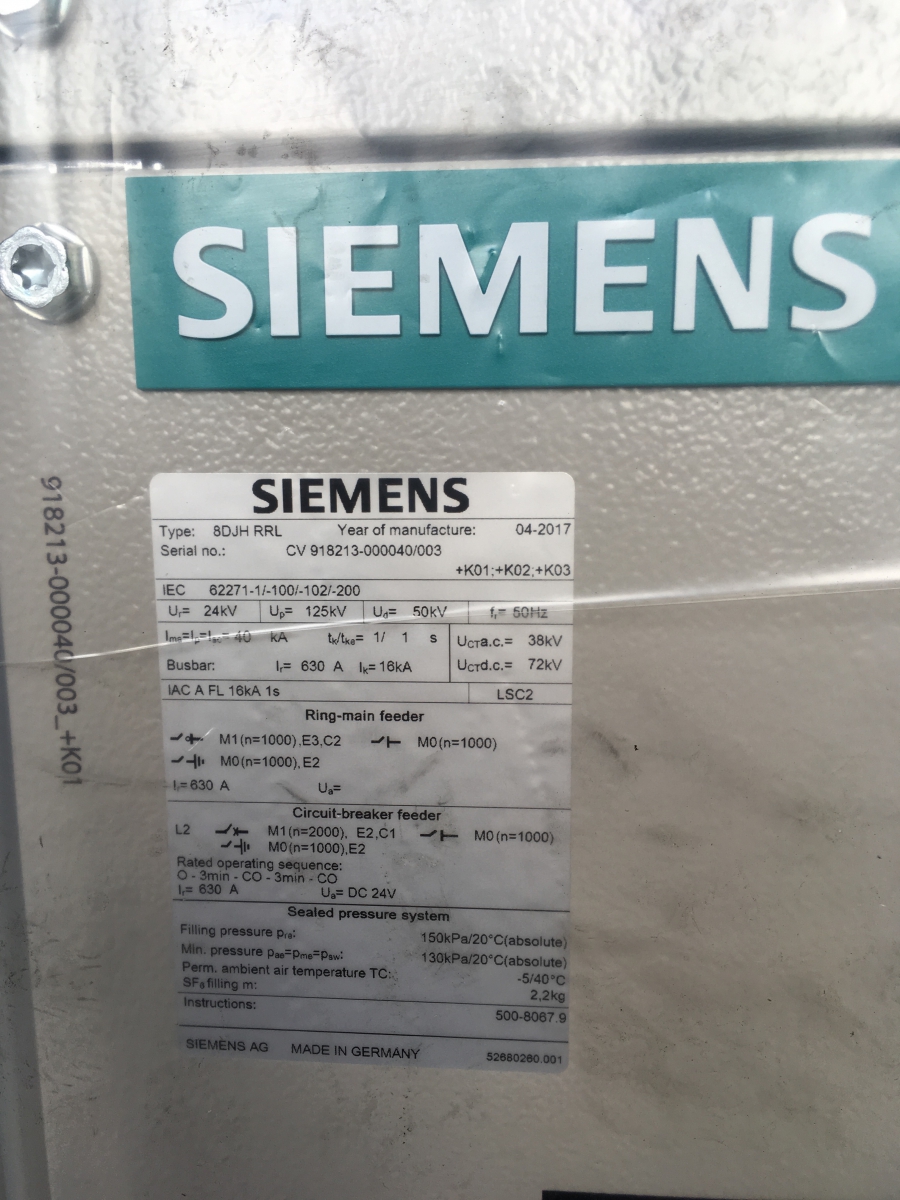 SIEMENS
918213-000040/003_+K01
SIEMENS
Type: 8DJH RRL Year of manufacture: 04-2017
Serial no.: CV 918213-000040/003
+K01;+K02;+K03
IEC 62271-1/-100/-102/-200
Uᵣ= 24kV Uₚ= 125kV U_d= 50kV fᵣ= 50Hz
Iₘₐ=Iₚ=Iₛc= 40 kA tₖ/tₖₑ= 1/ 1 s U_CTa.c.= 38kV
Busbar: Iᵣ= 630 A Iₖ= 16kA U_CTd.c.= 72kV
IAC A FL 16kA 1s LSC2
Ring-main feeder
M1(n=1000),E3,C2 M0(n=1000)
M0(n=1000),E2
Iᵣ= 630 A Uₐ=
Circuit-breaker feeder
L2 M1(n=2000), E2,C1 M0(n=1000)
M0(n=1000),E2
Rated operating sequence:
O - 3min - CO - 3min - CO
Iᵣ= 630 A Uₐ= DC 24V
Sealed pressure system
Filling pressure pᵣₑ: 150kPa/20°C(absolute)
Min. pressure pₐₑ=pₘₑ=pₛw: 130kPa/20°C(absolute)
Perm. ambient air temperature TC: -5/40°C
SF₆ filling m: 2,2kg
Instructions: 500-8067.9
SIEMENS AG MADE IN GERMANY 52680260.001